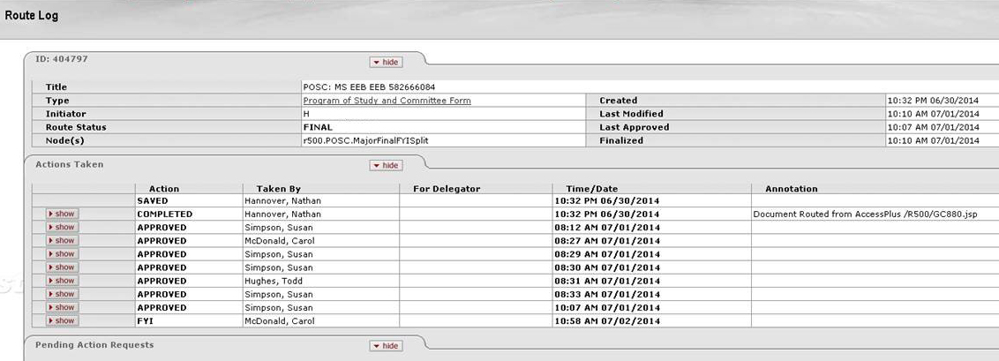 Route Log
ID: 404797 hide
Title POSC: MS EEB EEB 582666084
Type Program of Study and Committee Form Created 10:32 PM 06/30/2014
Initiator H Last Modified 10:10 AM 07/01/2014
Route Status FINAL Last Approved 10:07 AM 07/01/2014
Node(s) r500.POSC.MajorFinalFYISplit Finalized 10:10 AM 07/01/2014
Actions Taken hide
Action Taken By For Delegator Time/Date Annotation
SAVED Hannover, Nathan 10:32 PM 06/30/2014
show COMPLETED Hannover, Nathan 10:32 PM 06/30/2014 Document Routed from AccessPlus /R500/GC880.jsp
show APPROVED Simpson, Susan 08:12 AM 07/01/2014
show APPROVED McDonald, Carol 08:27 AM 07/01/2014
show APPROVED Simpson, Susan 08:29 AM 07/01/2014
show APPROVED Simpson, Susan 08:30 AM 07/01/2014
show APPROVED Hughes, Todd 08:31 AM 07/01/2014
show APPROVED Simpson, Susan 08:33 AM 07/01/2014
show APPROVED Simpson, Susan 10:07 AM 07/01/2014
show FYI McDonald, Carol 10:58 AM 07/02/2014
Pending Action Requests hide